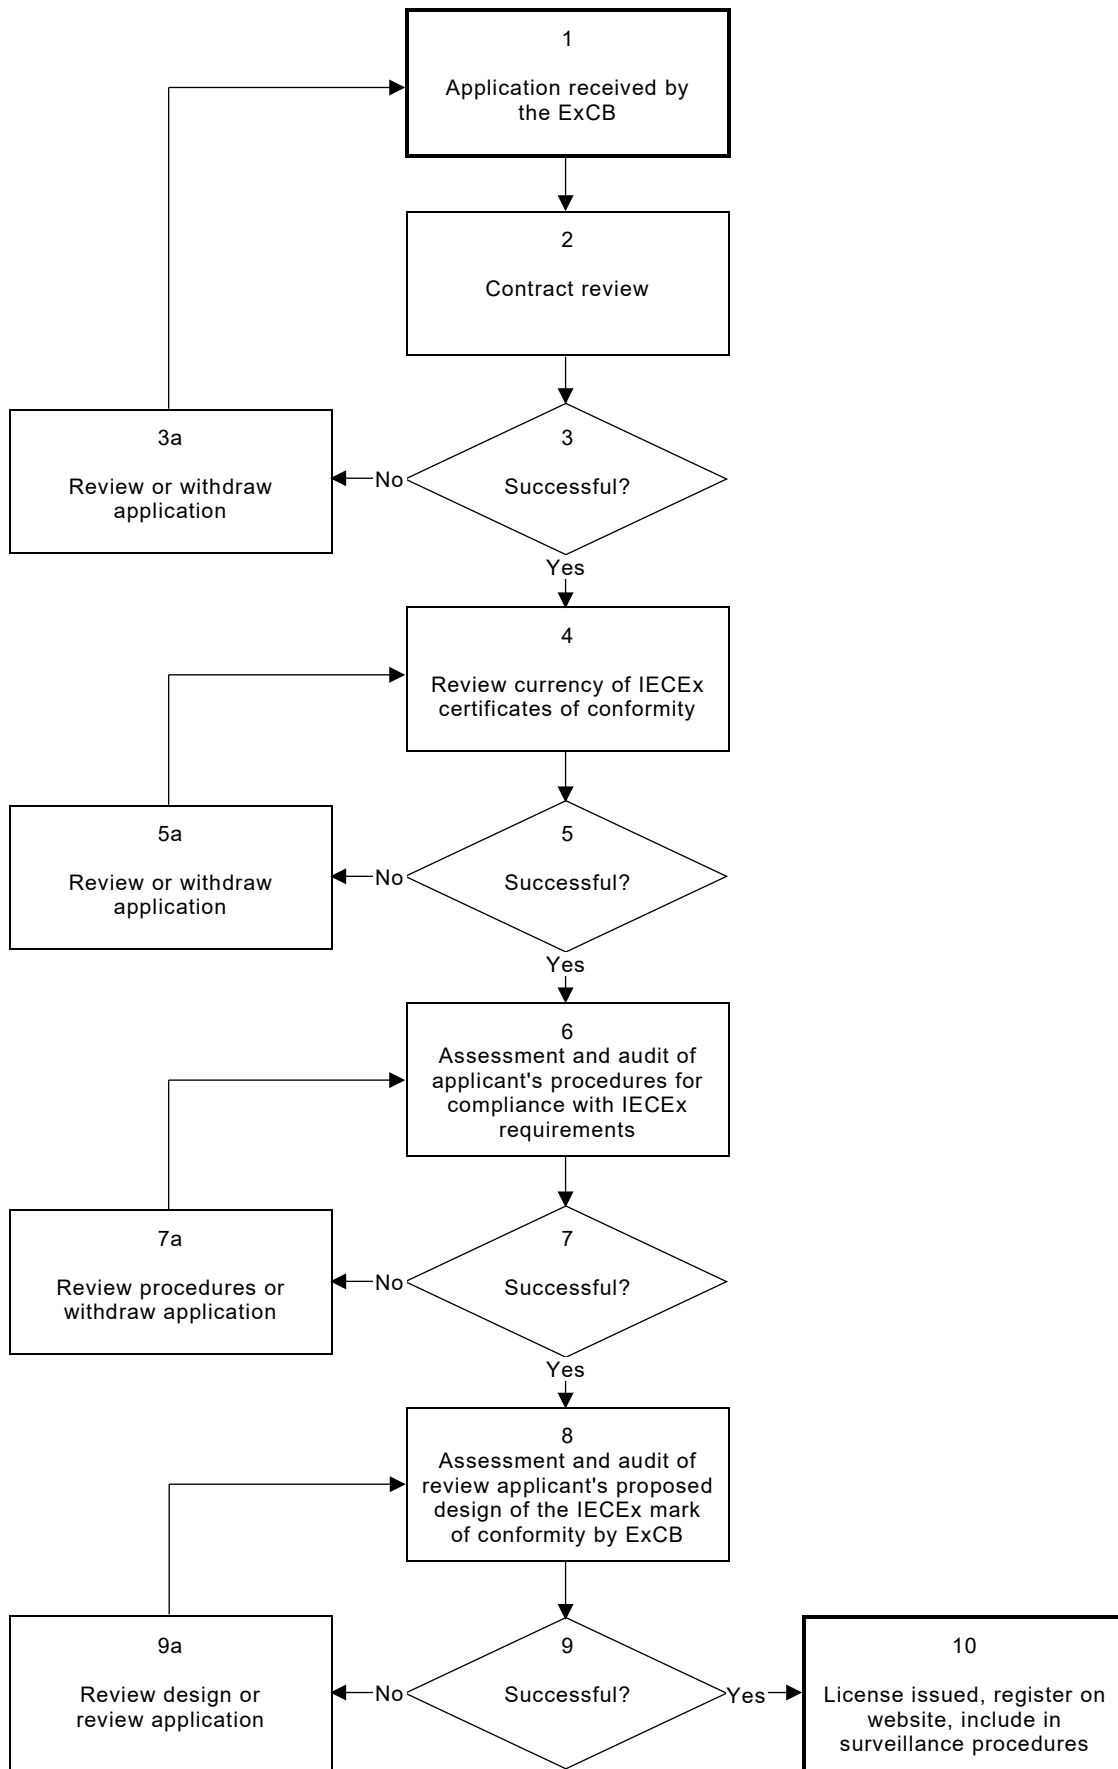 1
Application received by
the ExCB
2
Contract review
3
Successful?
No
3a
Review or withdraw
application
Yes
4
Review currency of IECEx
certificates of conformity
5
Successful?
No
5a
Review or withdraw
application
Yes
6
Assessment and audit of
applicant's procedures for
compliance with IECEx
requirements
7
Successful?
No
7a
Review procedures or
withdraw application
Yes
8
Assessment and audit of
review applicant's proposed
design of the IECEx mark
of conformity by ExCB
9
Successful?
No
9a
Review design or
review application
Yes
10
License issued, register on
website, include in
surveillance procedures